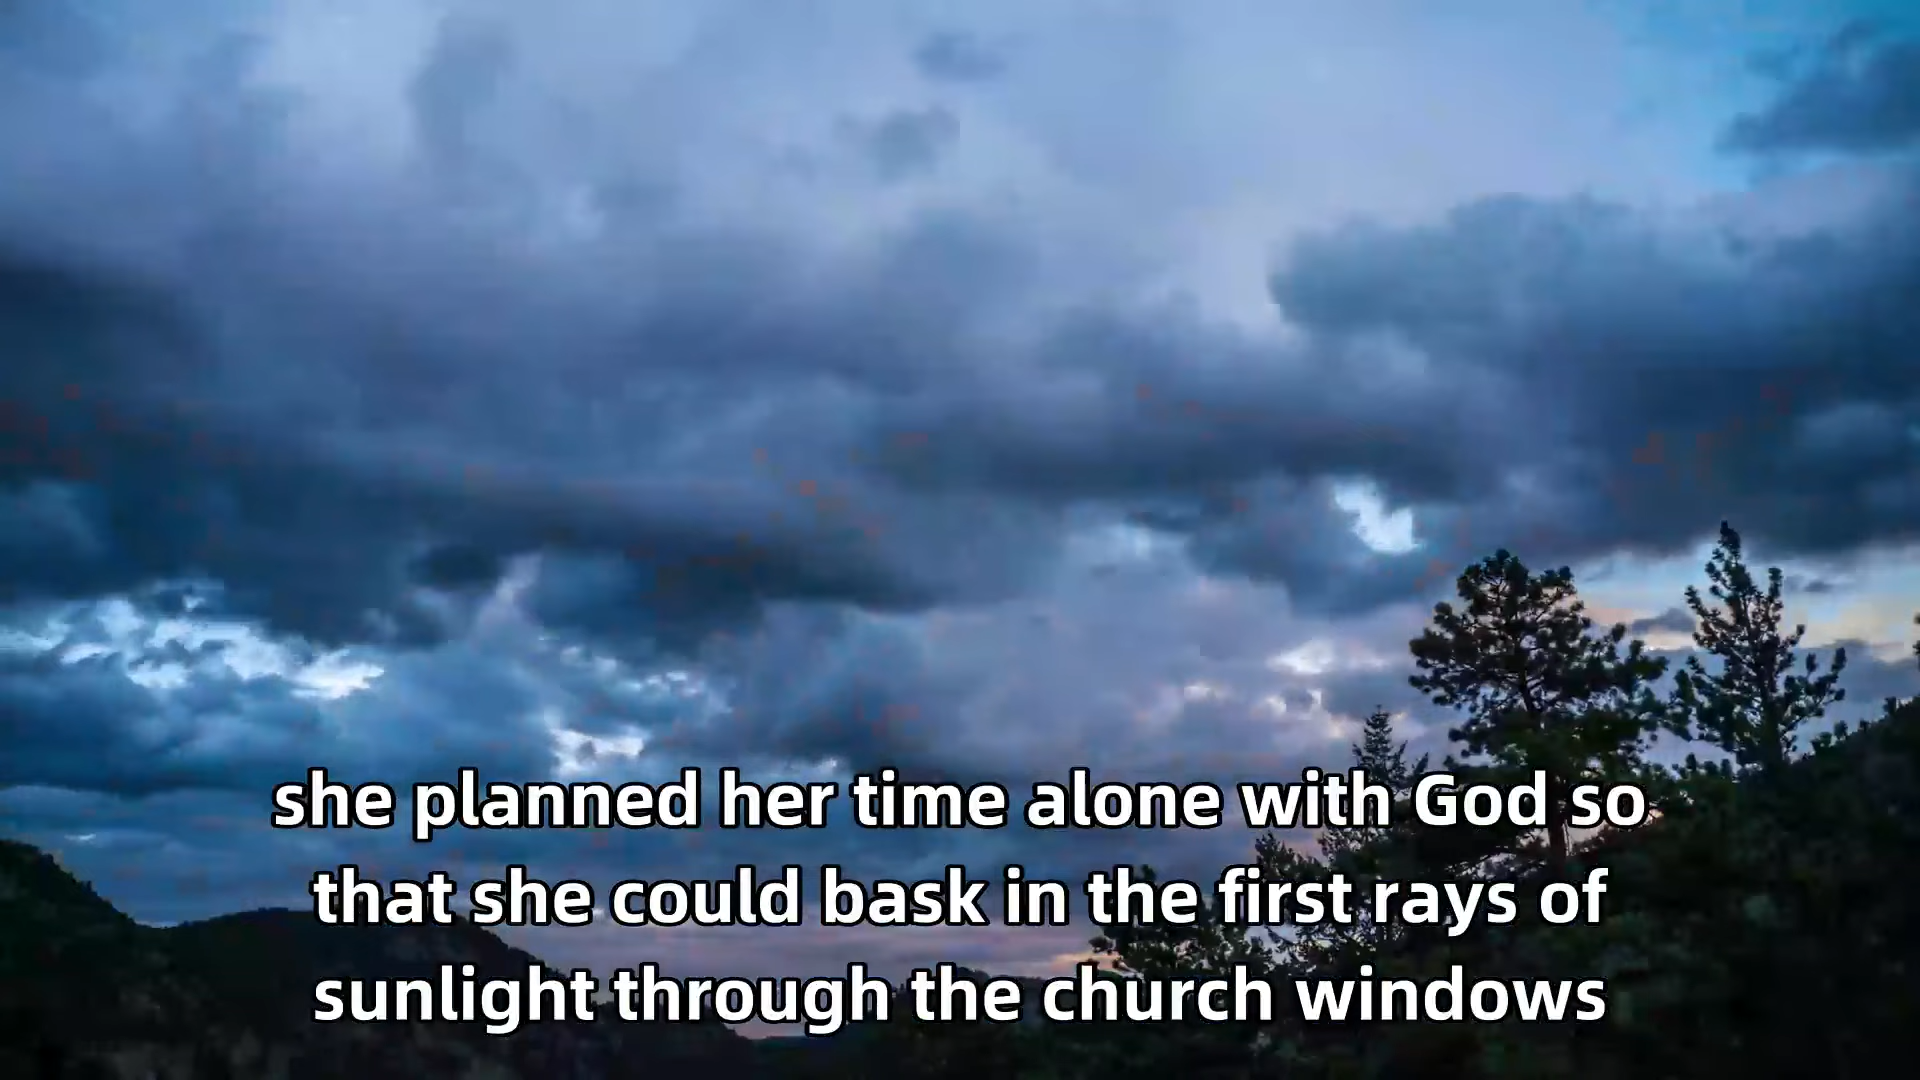 she planned her time alone with God so
that she could bask in the first rays of
sunlight through the church windows